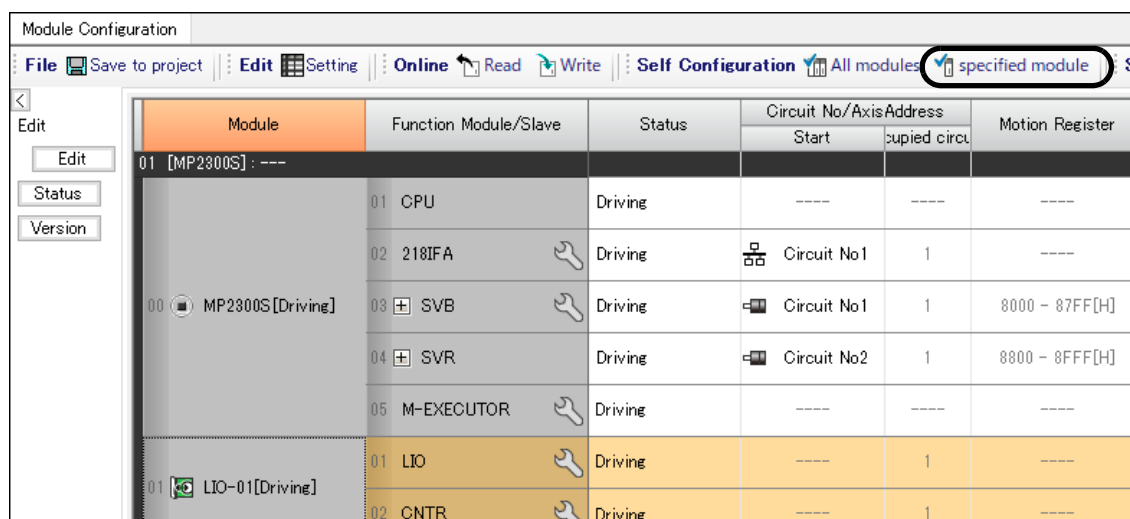 Module Configuration
File Save to project Edit Setting Online Read Write Self Configuration All modules specified module
Edit
Edit
Status
Version
Module Function Module/Slave Status Circuit No/AxisAddress Motion Register
Start cupied circu
01 [MP2300S] : ---
01 CPU Driving ---- ---- ----
02 218IFA Driving Circuit No1 1 ----
00 MP2300S[Driving] 03 SVB Driving Circuit No1 1 8000 - 87FF[H]
04 SVR Driving Circuit No2 1 8800 - 8FFF[H]
05 M-EXECUTOR Driving ---- ---- ----
01 LIO Driving ---- 1 ----
01 LIO-01[Driving]
02 CNTR Driving ---- 1 ----